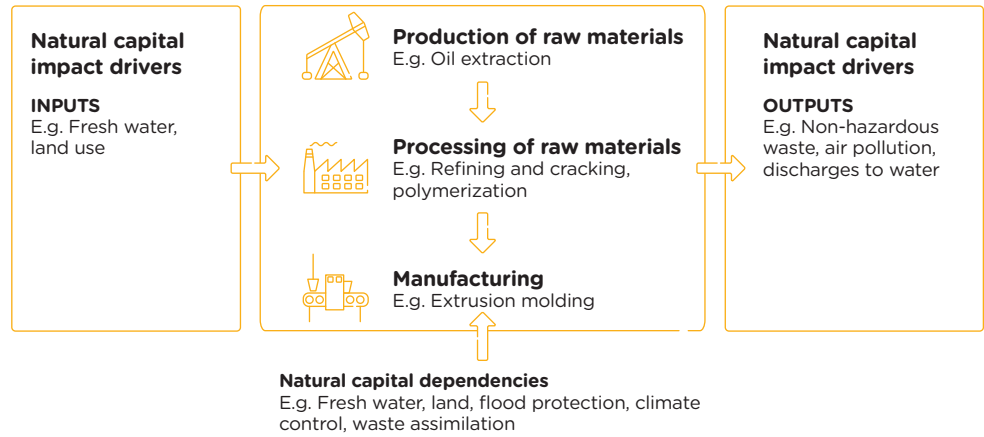 Natural capital
impact drivers
INPUTS
E.g. Fresh water,
land use
Production of raw materials
E.g. Oil extraction
Processing of raw materials
E.g. Refining and cracking,
polymerization
Manufacturing
E.g. Extrusion molding
Natural capital
impact drivers
OUTPUTS
E.g. Non-hazardous
waste, air pollution,
discharges to water
Natural capital dependencies
E.g. Fresh water, land, flood protection, climate
control, waste assimilation